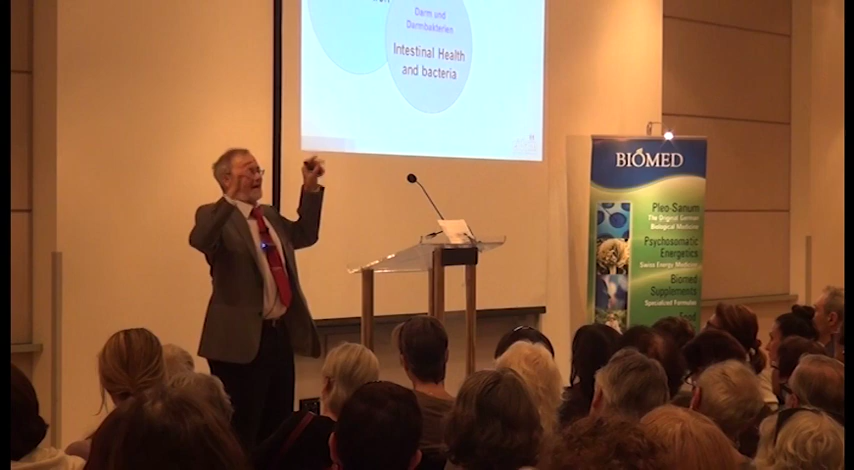 Darm und
Darmbakterien
Intestinal Health
and bacteria
BIOMED
Pleo-Sanum
The Original German
Biological Medicine
Psychosomatic
Energetics
Swiss Energy Medicine
Biomed
Supplements
Specialized Formulas
Food